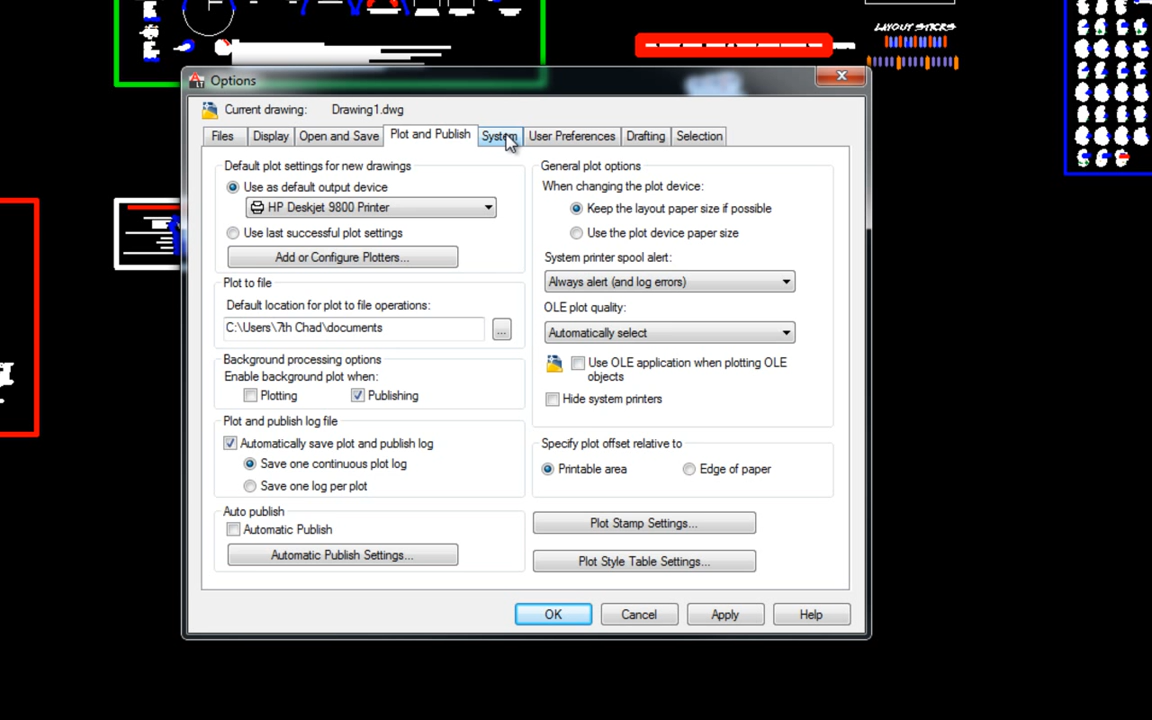 LAYOUT STICKS
Options
Current drawing: Drawing1.dwg
Files Display Open and Save Plot and Publish System User Preferences Drafting Selection
Default plot settings for new drawings
Use as default output device
HP Deskjet 9800 Printer
Use last successful plot settings
Add or Configure Plotters...
Plot to file
Default location for plot to file operations:
C:\Users\7th Chad\documents
...
Background processing options
Enable background plot when:
Plotting Publishing
Plot and publish log file
Automatically save plot and publish log
Save one continuous plot log
Save one log per plot
Auto publish
Automatic Publish
Automatic Publish Settings...
General plot options
When changing the plot device:
Keep the layout paper size if possible
Use the plot device paper size
System printer spool alert:
Always alert (and log errors)
OLE plot quality:
Automatically select
Use OLE application when plotting OLE
objects
Hide system printers
Specify plot offset relative to
Printable area Edge of paper
Plot Stamp Settings...
Plot Style Table Settings...
OK Cancel Apply Help